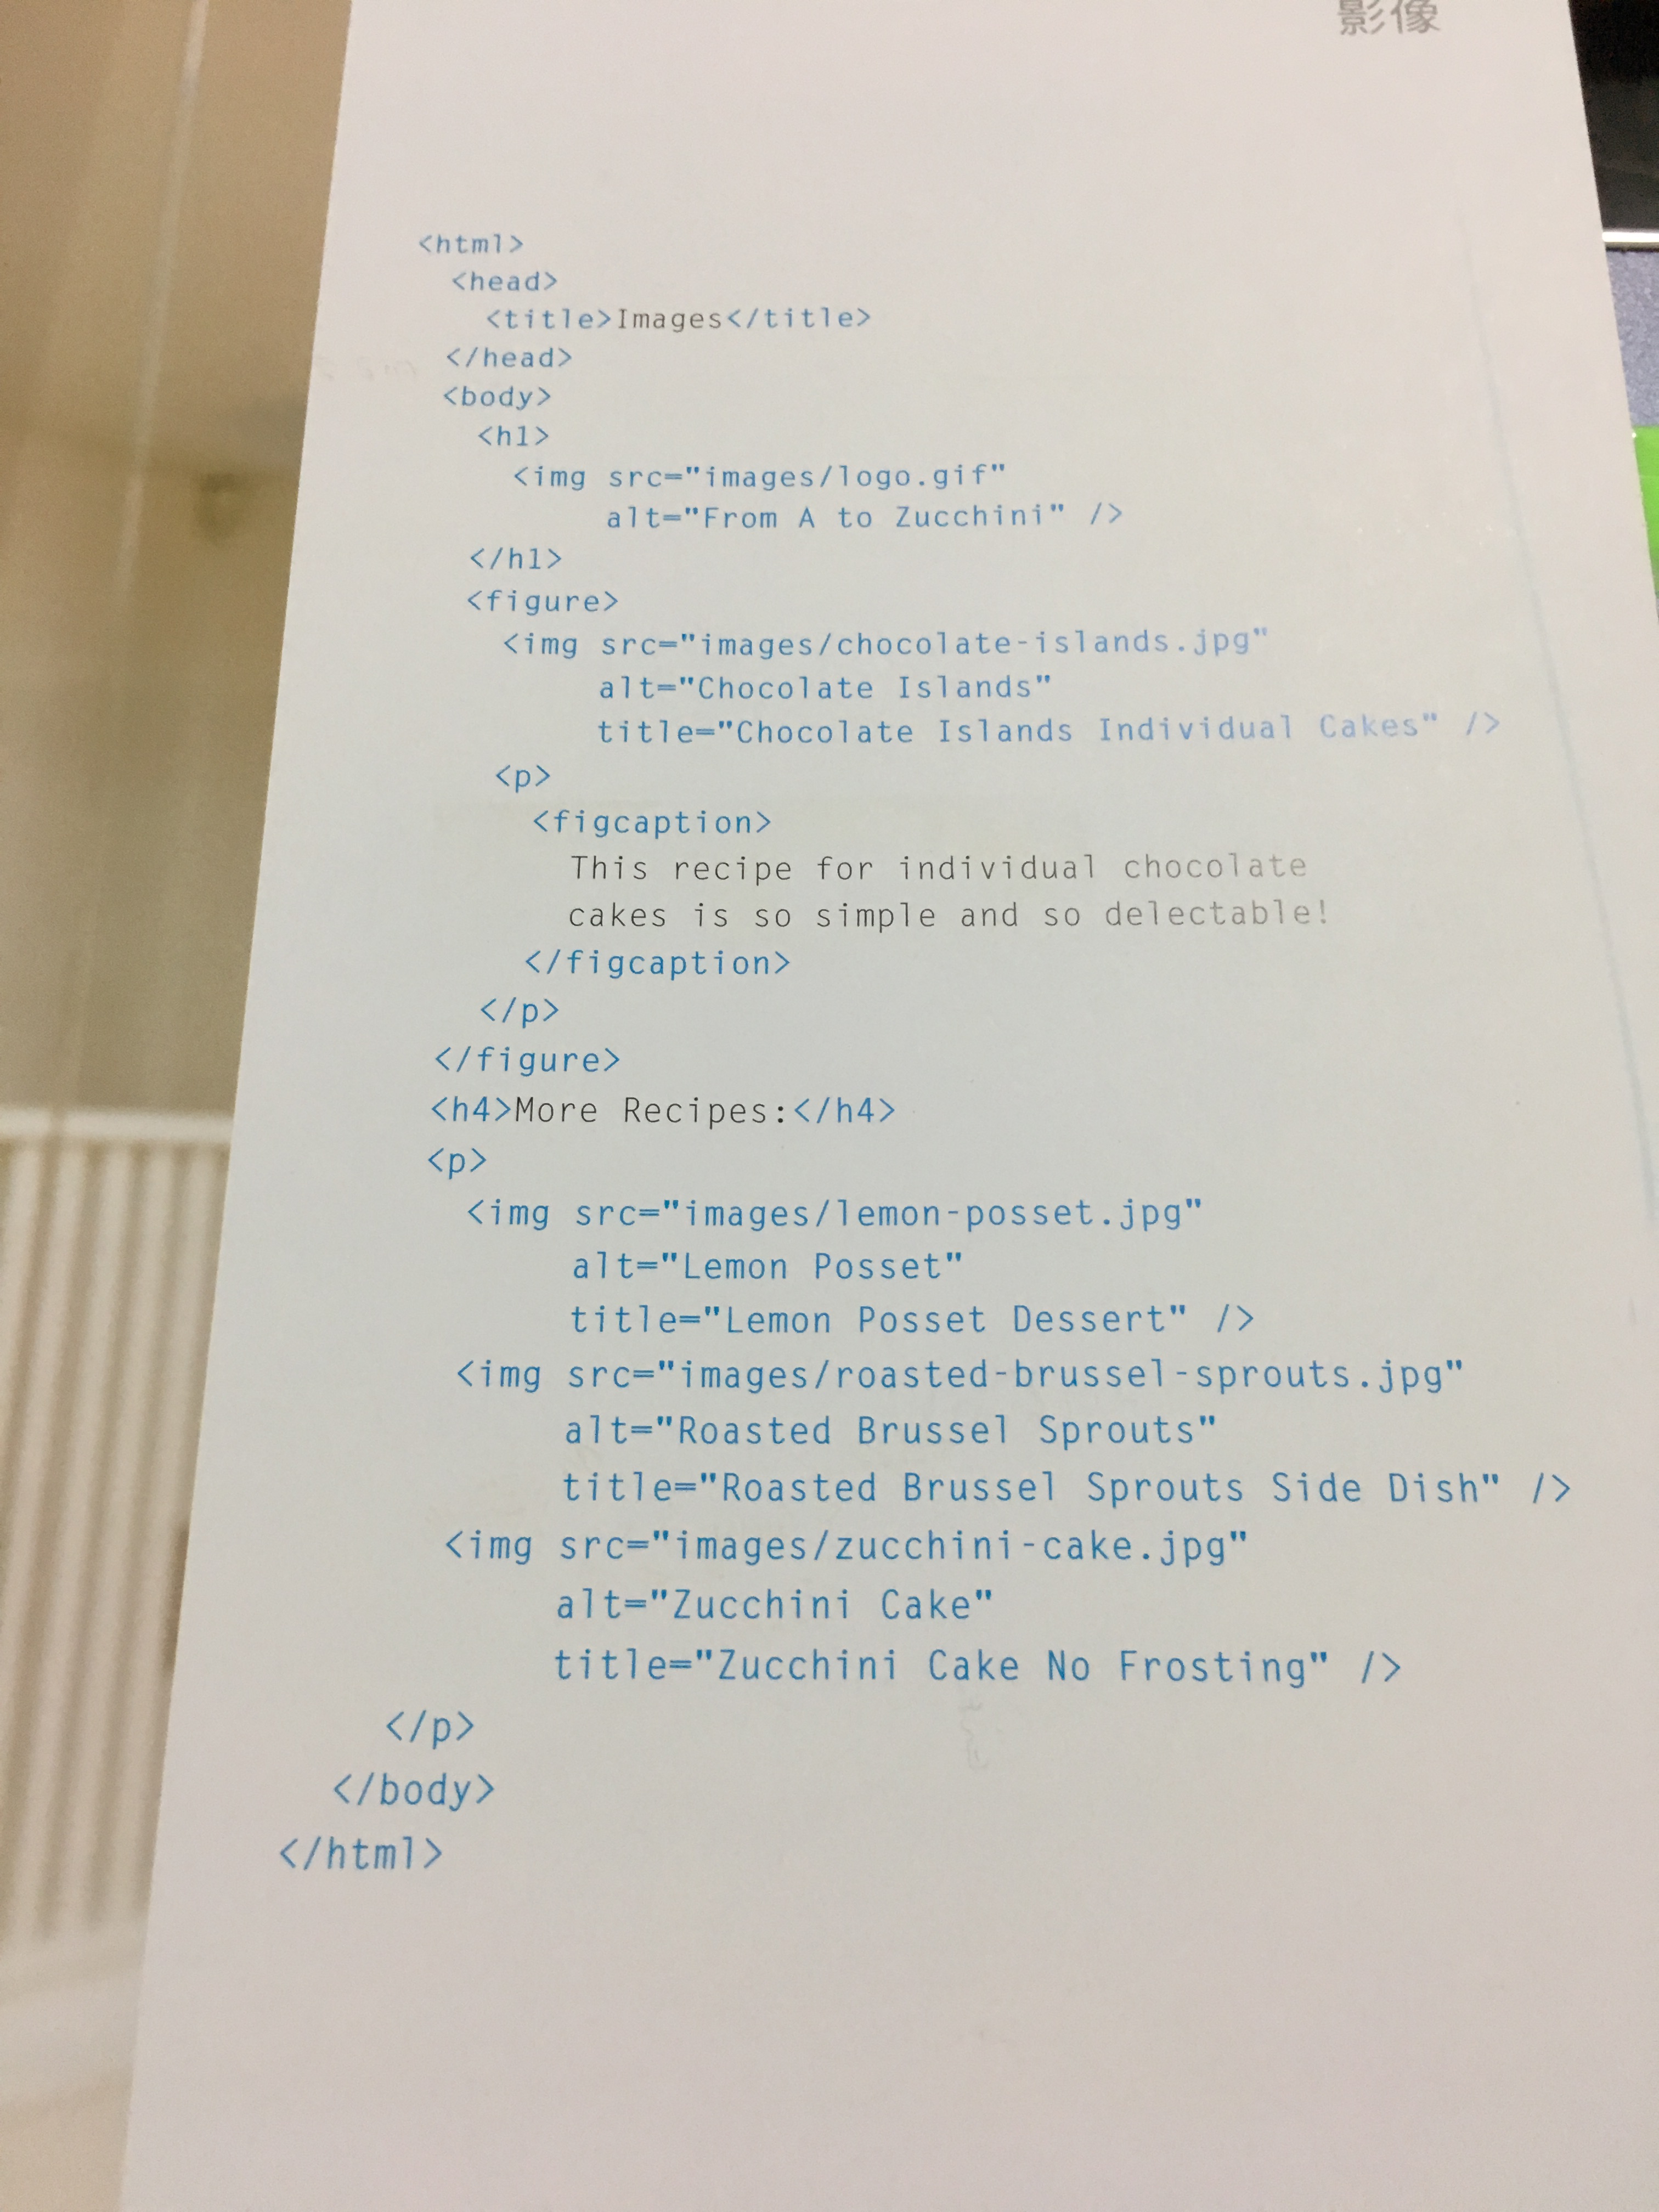 影像
<html>
<head>
<title>Images</title>
</head>
<body>
<h1>
<img src="images/logo.gif"
alt="From A to Zucchini" />
</h1>
<figure>
<img src="images/chocolate-islands.jpg"
alt="Chocolate Islands"
title="Chocolate Islands Individual Cakes" />
<p>
<figcaption>
This recipe for individual chocolate
cakes is so simple and so delectable!
</figcaption>
</p>
</figure>
<h4>More Recipes:</h4>
<p>
<img src="images/lemon-posset.jpg"
alt="Lemon Posset"
title="Lemon Posset Dessert" />
<img src="images/roasted-brussel-sprouts.jpg"
alt="Roasted Brussel Sprouts"
title="Roasted Brussel Sprouts Side Dish" />
<img src="images/zucchini-cake.jpg"
alt="Zucchini Cake"
title="Zucchini Cake No Frosting" />
</p>
</body>
</html>